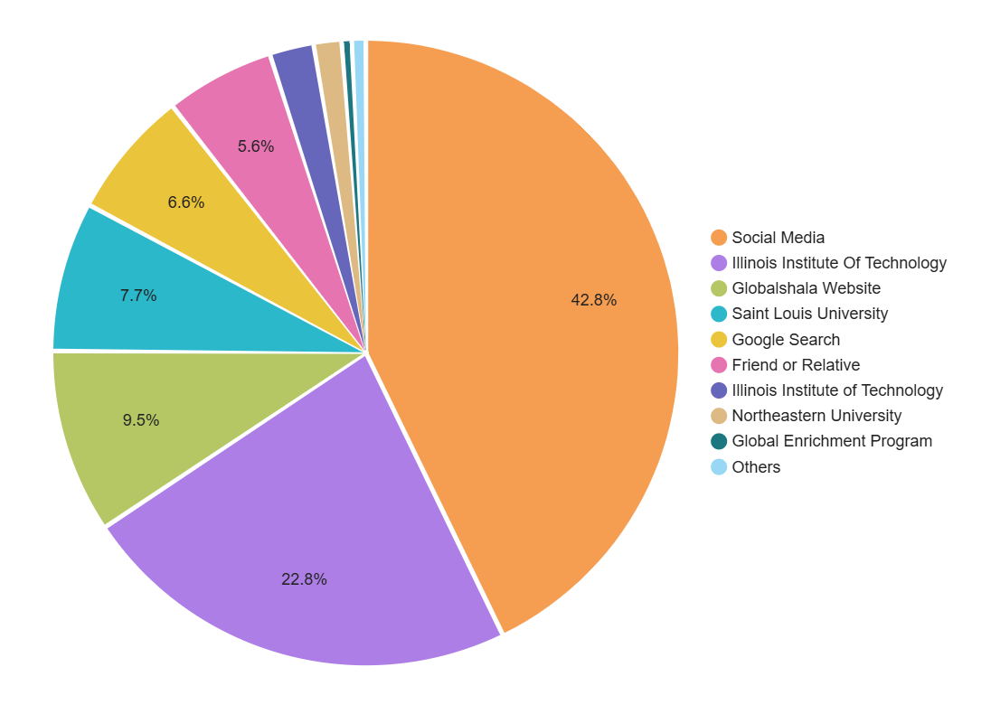 5.6%
6.6%
7.7%
42.8%
9.5%
22.8%
Social Media
Illinois Institute Of Technology
Globalshala Website
Saint Louis University
Google Search
Friend or Relative
Illinois Institute of Technology
Northeastern University
Global Enrichment Program
Others